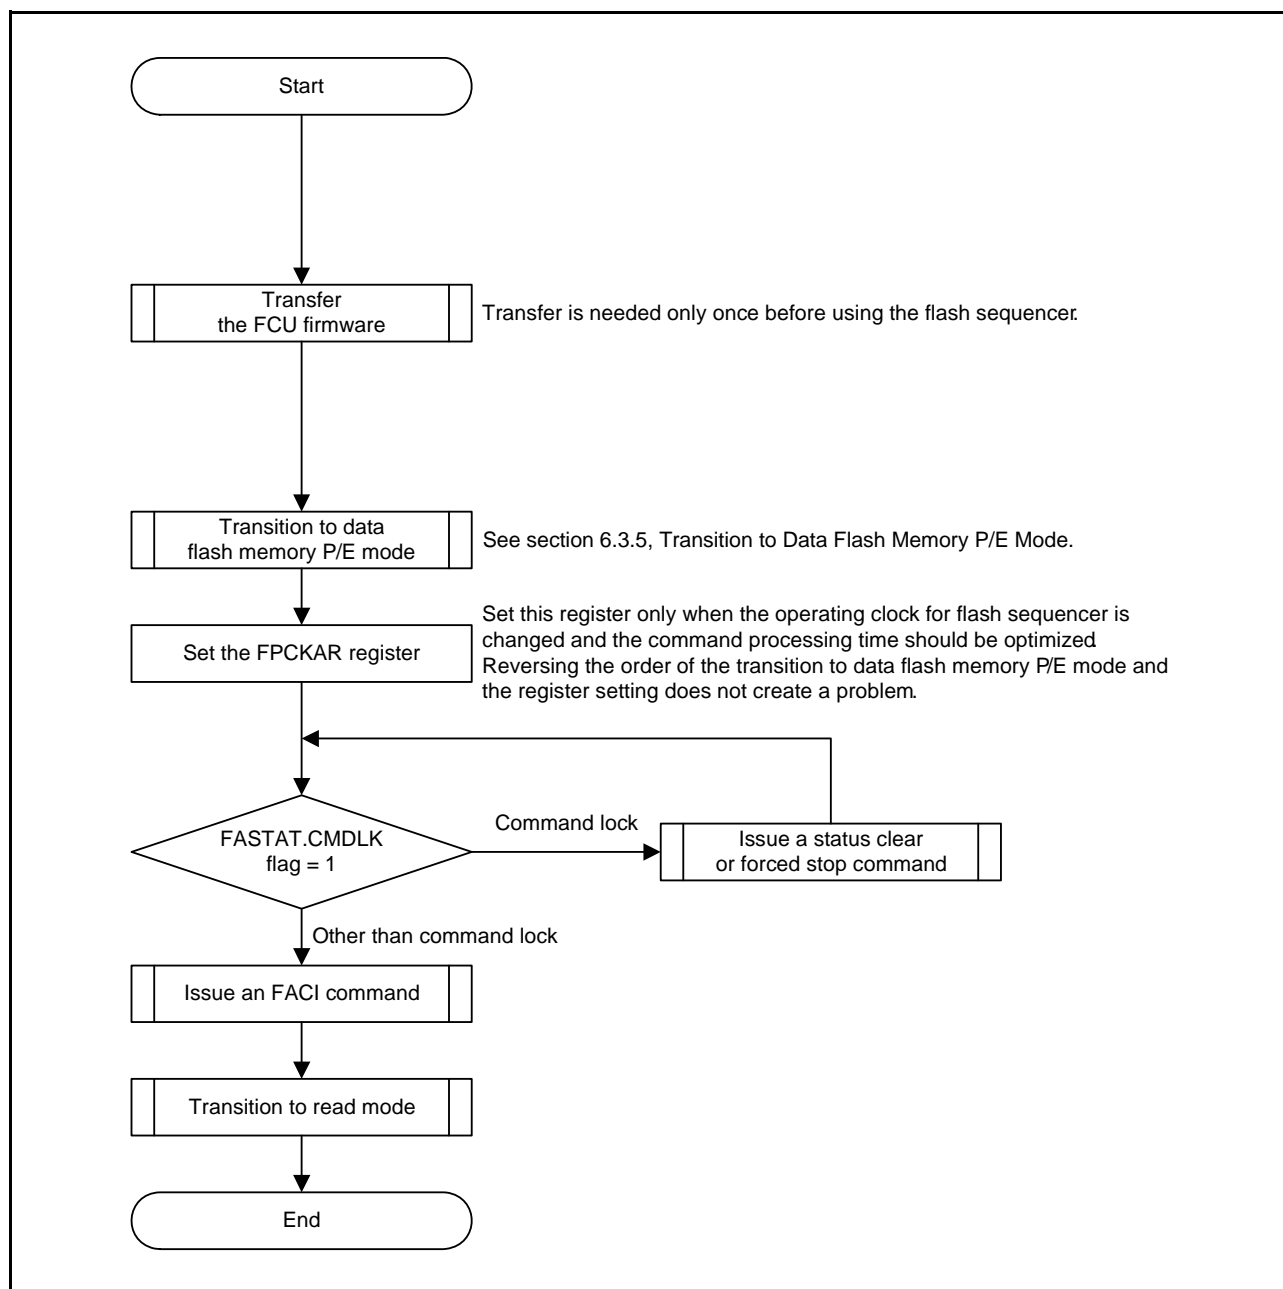 Start
Transfer
the FCU firmware
Transfer is needed only once before using the flash sequencer.
Transition to data
flash memory P/E mode
See section 6.3.5, Transition to Data Flash Memory P/E Mode.
Set the FPCKAR register
Set this register only when the operating clock for flash sequencer is
changed and the command processing time should be optimized.
Reversing the order of the transition to data flash memory P/E mode and
the register setting does not create a problem.
FASTAT.CMDLK
flag = 1
Command lock
Issue a status clear
or forced stop command
Other than command lock
Issue an FACI command
Transition to read mode
End